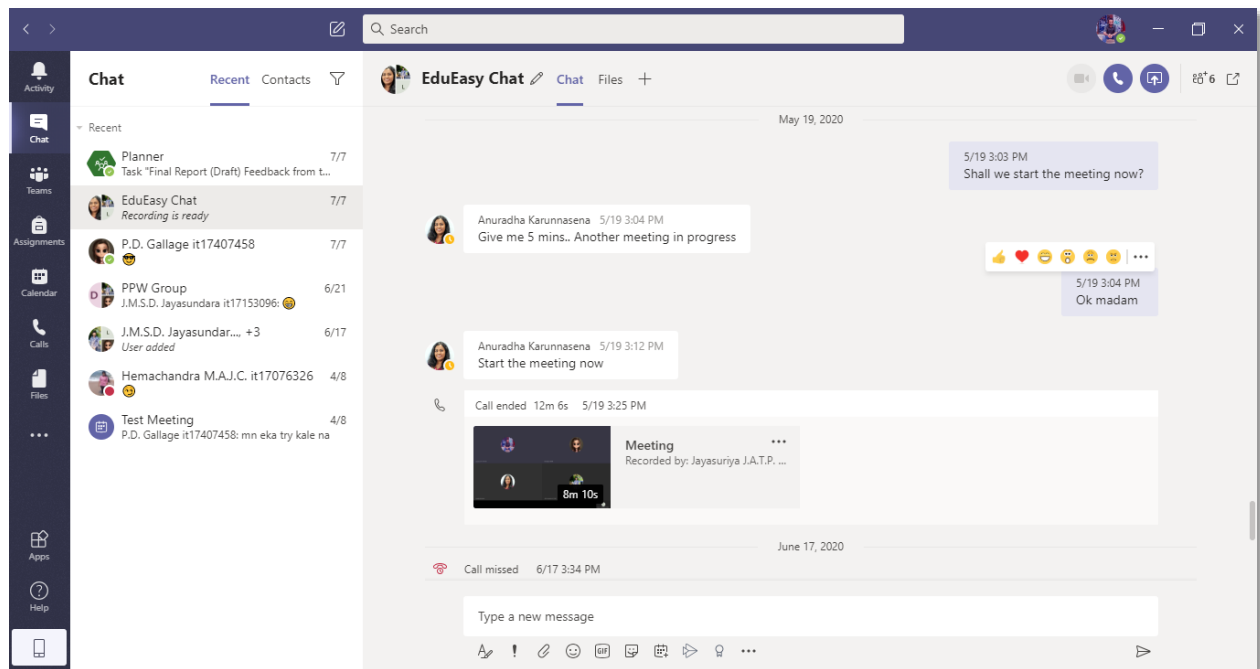 Search
Activity
Chat
Teams
Assignments
Calendar
Calls
Files
Apps
Help
Chat
Recent
Contacts
Recent
Planner 7/7
Task "Final Report (Draft) Feedback from t...
EduEasy Chat 7/7
Recording is ready
P.D. Gallage it17407458 7/7
PPW Group 6/21
J.M.S.D. Jayasundara it17153096: 😁
J.M.S.D. Jayasundar..., +3 6/17
User added
Hemachandra M.A.J.C. it17076326 4/8
Test Meeting 4/8
P.D. Gallage it17407458: mn eka try kale na
EduEasy Chat
Chat
Files
6
May 19, 2020
5/19 3:03 PM
Shall we start the meeting now?
Anuradha Karunnasena 5/19 3:04 PM
Give me 5 mins.. Another meeting in progress
5/19 3:04 PM
Ok madam
Anuradha Karunnasena 5/19 3:12 PM
Start the meeting now
Call ended 12m 6s 5/19 3:25 PM
Meeting
Recorded by: Jayasuriya J.A.T.P. ...
8m 10s
June 17, 2020
Call missed 6/17 3:34 PM
Type a new message
GIF